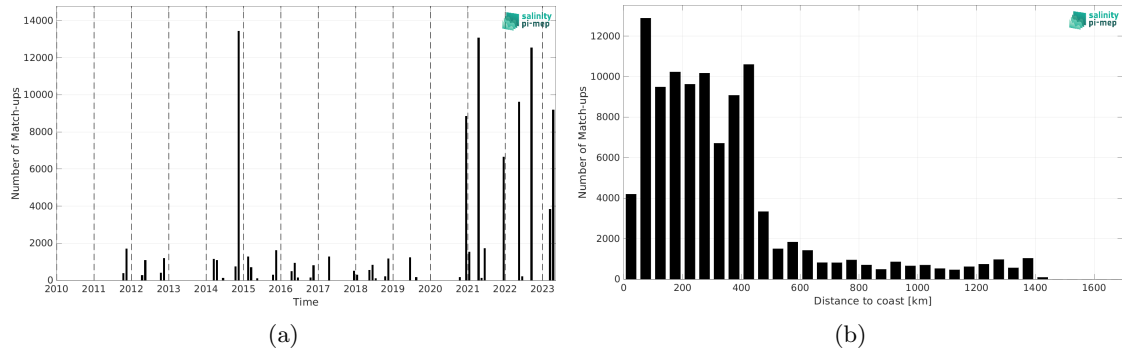 salinity
pi-mep
14000
12000
10000
8000
6000
4000
2000
0
Number of Match-ups
2010 2011 2012 2013 2014 2015 2016 2017 2018 2019 2020 2021 2022 2023
Time
(a)
salinity
pi-mep
12000
10000
8000
6000
4000
2000
0
Number of Match-ups
0 200 400 600 800 1000 1200 1400 1600
Distance to coast [km]
(b)